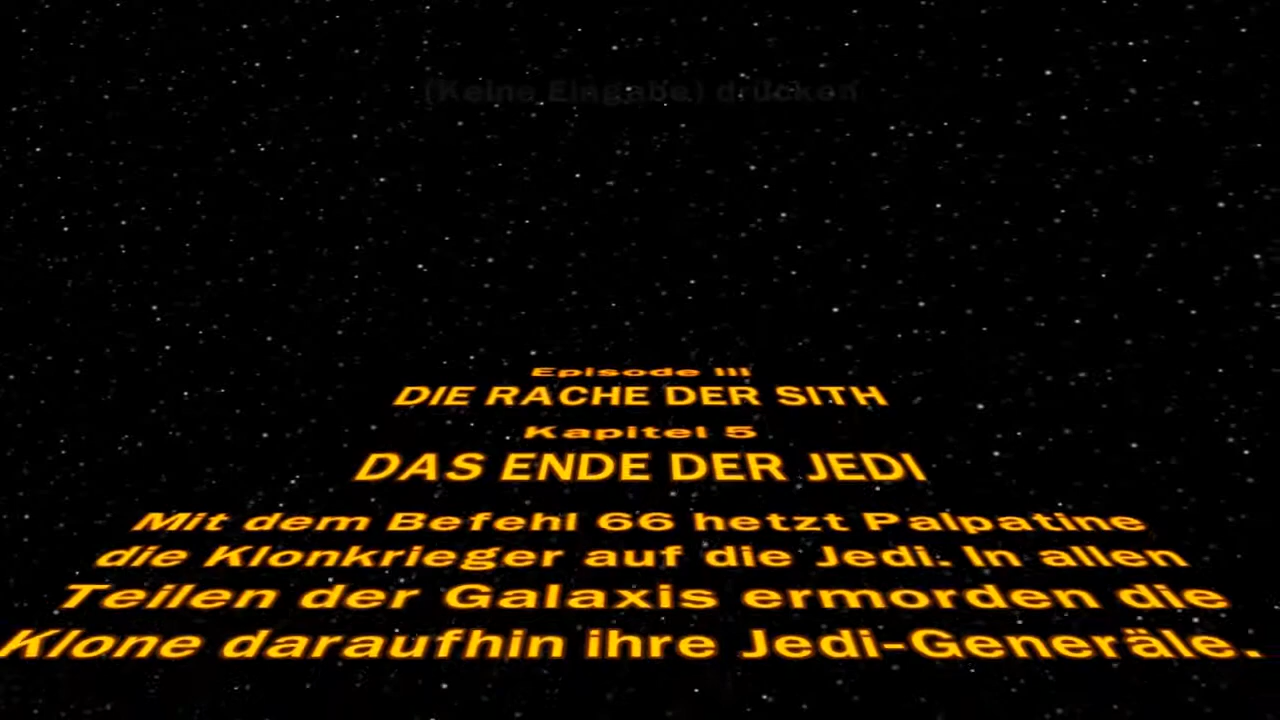 (Keine Eingabe) drücken
Episode III
DIE RACHE DER SITH
Kapitel 5
DAS ENDE DER JEDI
Mit dem Befehl 66 hetzt Palpatine
die Klonkrieger auf die Jedi. In allen
Teilen der Galaxis ermorden die
Klone daraufhin ihre Jedi-Generäle.